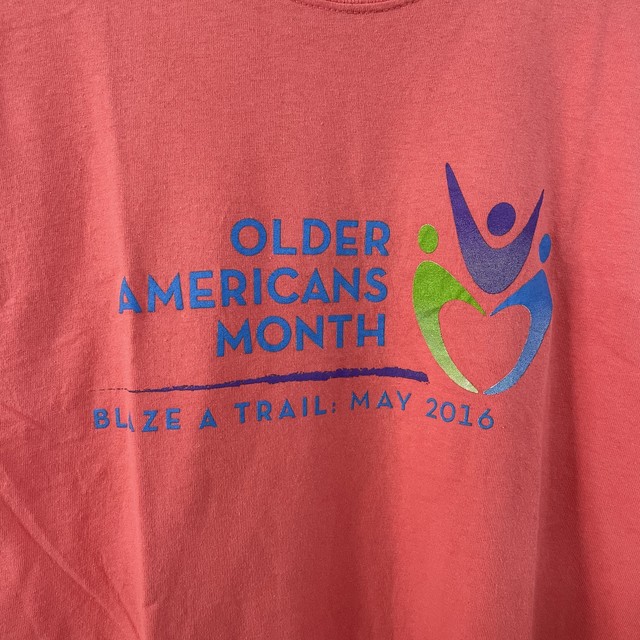 OLDER
AMERICANS
MONTH
BLAZE A TRAIL: MAY 2016